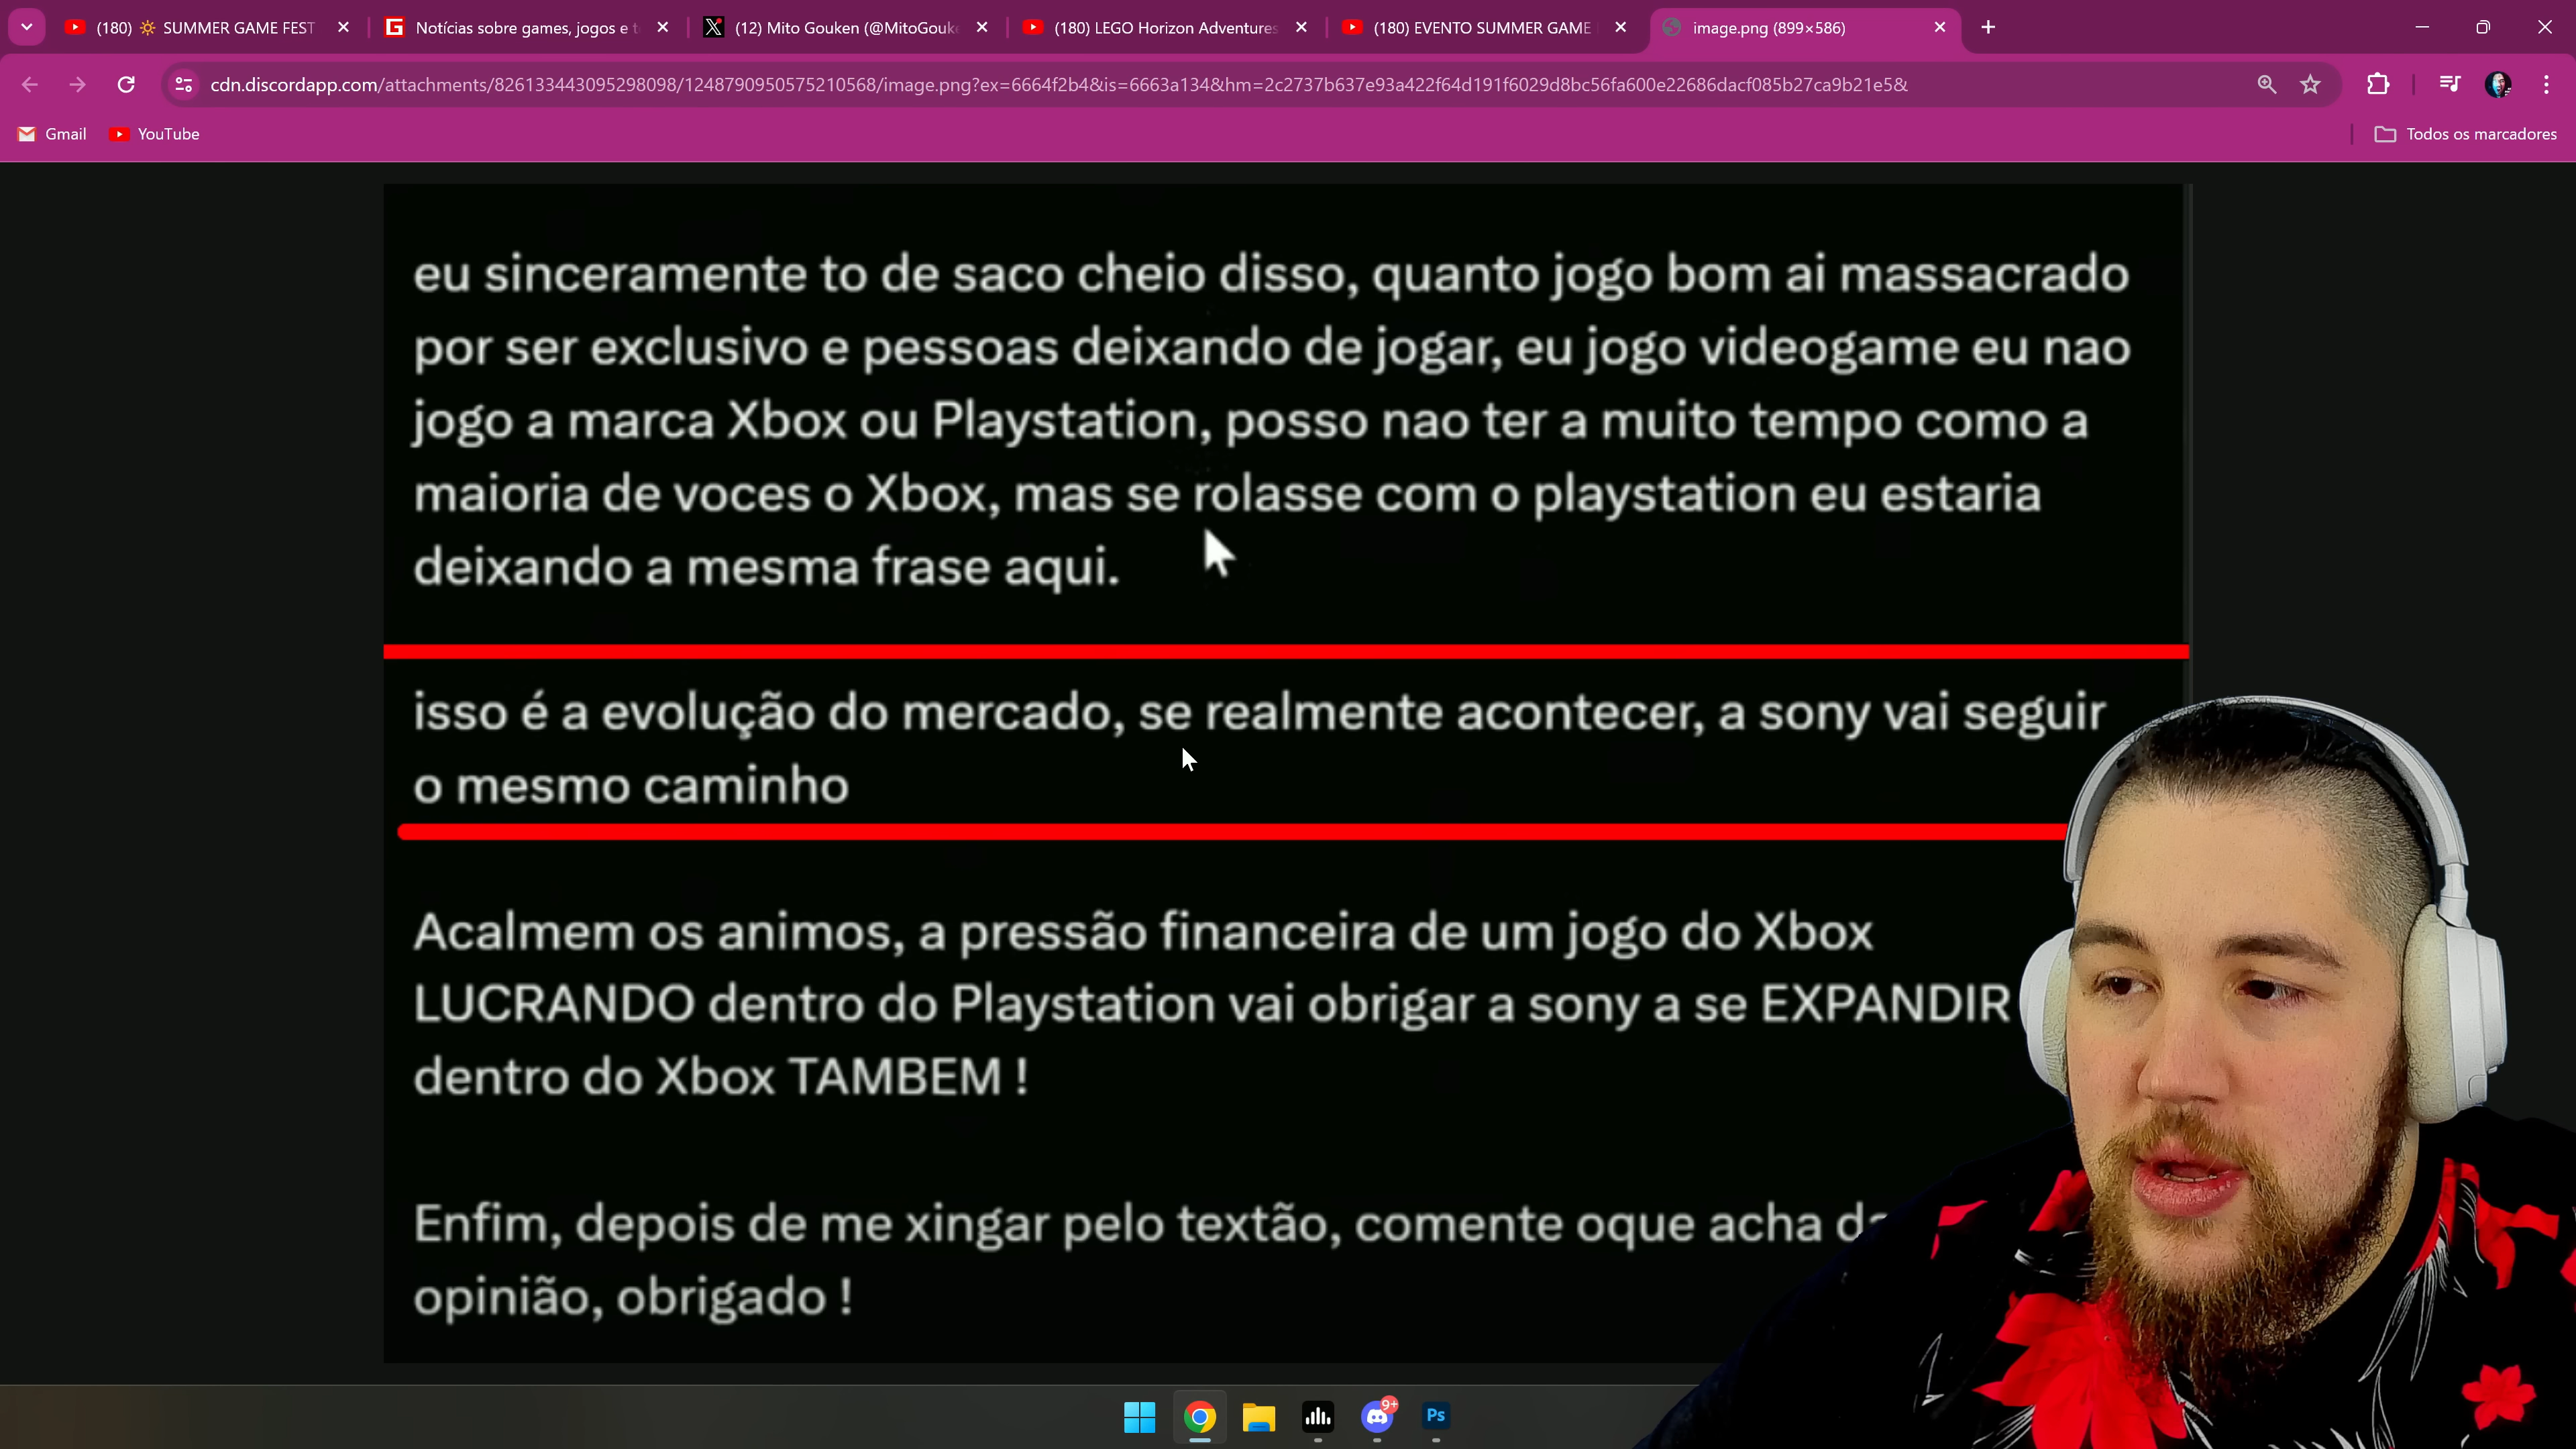 (180) 🔆 SUMMER GAME FEST
Notícias sobre games, jogos e t
(12) Mito Gouken (@MitoGouke
(180) LEGO Horizon Adventures
(180) EVENTO SUMMER GAME
image.png (899×586)
cdn.discordapp.com/attachments/826133443095298098/1248790950575210568/image.png?ex=6664f2b4&is=6663a134&hm=2c2737b637e93a422f64d191f6029d8bc56fa600e22686dacf085b27ca9b21e5&
Gmail
YouTube
Todos os marcadores
eu sinceramente to de saco cheio disso, quanto jogo bom ai massacrado
por ser exclusivo e pessoas deixando de jogar, eu jogo videogame eu nao
jogo a marca Xbox ou Playstation, posso nao ter a muito tempo como a
maioria de voces o Xbox, mas se rolasse com o playstation eu estaria
deixando a mesma frase aqui.
isso é a evolução do mercado, se realmente acontecer, a sony vai seguir
o mesmo caminho
Acalmem os animos, a pressão financeira de um jogo do Xbox
LUCRANDO dentro do Playstation vai obrigar a sony a se EXPANDIR
dentro do Xbox TAMBEM !
Enfim, depois de me xingar pelo textão, comente oque acha da
opinião, obrigado !
9+
Ps